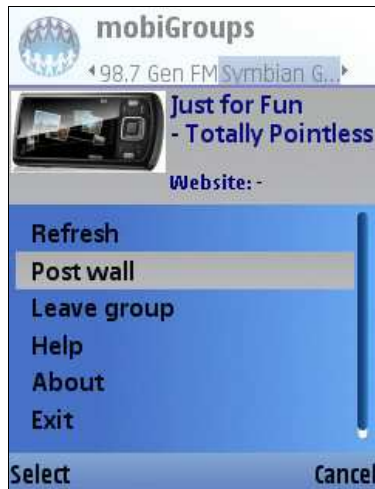 mobiGroups
98.7 Gen FM Symbian G...
Just for Fun
- Totally Pointless
Website: -
Refresh
Post wall
Leave group
Help
About
Exit
Select Cancel